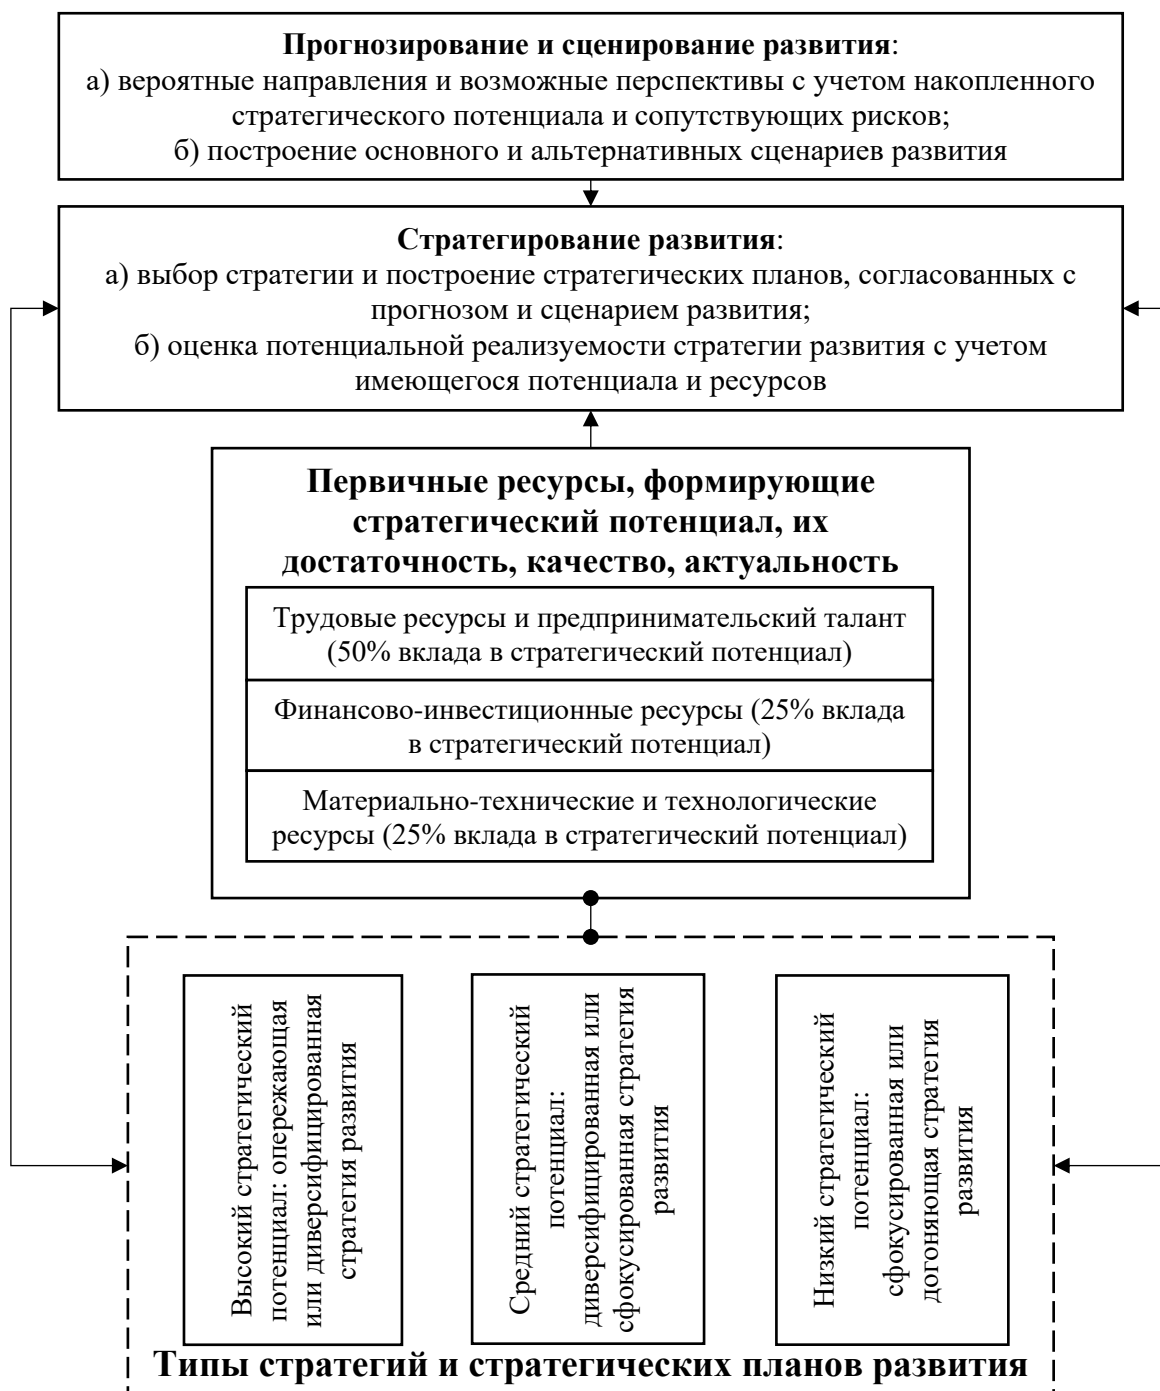 Прогнозирование и сценирование развития:
а) вероятные направления и возможные перспективы с учетом накопленного
стратегического потенциала и сопутствующих рисков;
б) построение основного и альтернативных сценариев развития
Стратегирование развития:
а) выбор стратегии и построение стратегических планов, согласованных с
прогнозом и сценарием развития;
б) оценка потенциальной реализуемости стратегии развития с учетом
имеющегося потенциала и ресурсов
Первичные ресурсы, формирующие
стратегический потенциал, их
достаточность, качество, актуальность
Трудовые ресурсы и предпринимательский талант
(50% вклада в стратегический потенциал)
Финансово-инвестиционные ресурсы (25% вклада
в стратегический потенциал)
Материально-технические и технологические
ресурсы (25% вклада в стратегический потенциал)
Высокий стратегический
потенциал: опережающая
или диверсифицированная
стратегия развития
Средний стратегический
потенциал:
диверсифицированная или
сфокусированная стратегия
развития
Низкий стратегический
потенциал:
сфокусированная или
догоняющая стратегия
развития
Типы стратегий и стратегических планов развития